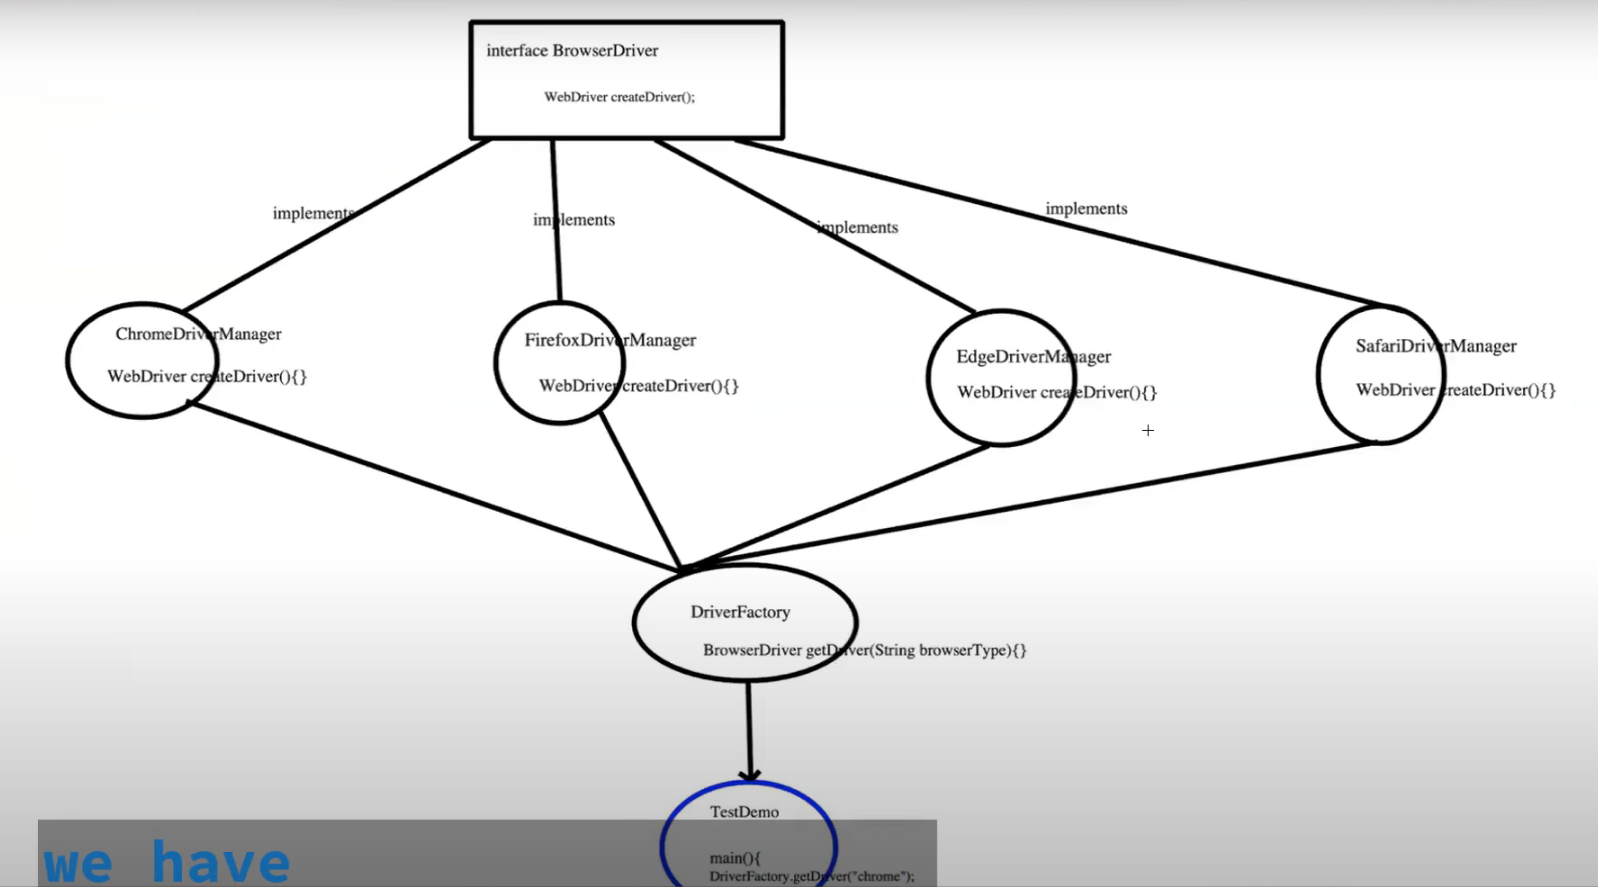 interface BrowserDriver
WebDriver createDriver();
implements
implements
implements
implements
ChromeDriverManager
WebDriver createDriver(){}
FirefoxDriverManager
WebDriver createDriver(){}
EdgeDriverManager
WebDriver createDriver(){}
SafariDriverManager
WebDriver createDriver(){}
DriverFactory
BrowserDriver getDriver(String browserType){}
TestDemo
main(){
DriverFactory.getDriver("chrome");
we have